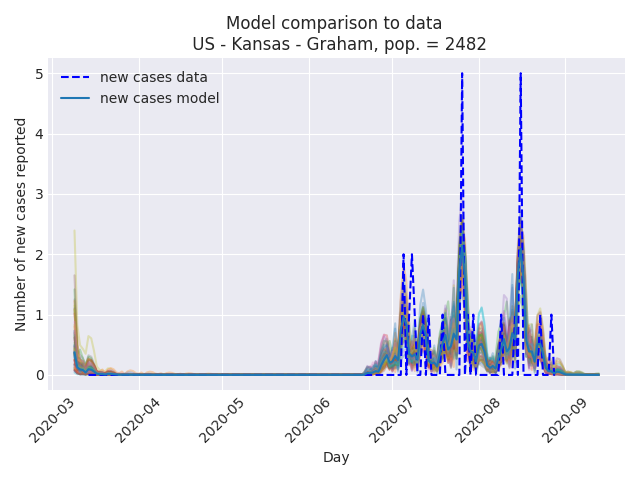 Model comparison to data
US - Kansas - Graham, pop. = 2482
new cases data
new cases model
Number of new cases reported
5
4
3
2
1
0
2020-03
2020-04
2020-05
2020-06
2020-07
2020-08
2020-09
Day